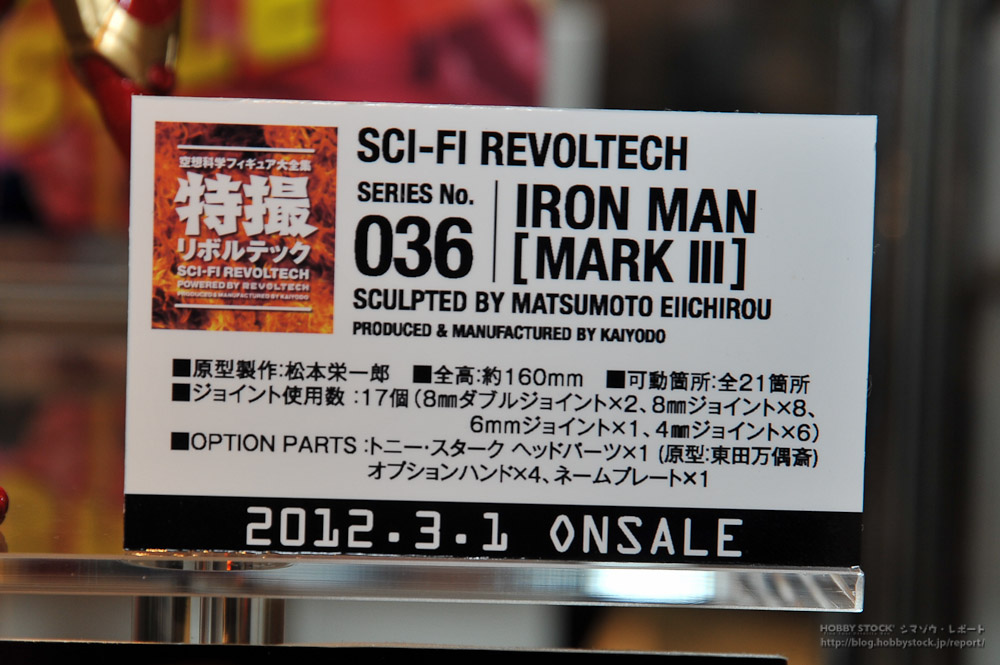 空想科学フィギュア大全集
特撮
リボルテック
SCI-FI REVOLTECH
POWERED BY REVOLTECH
PRODUCED & MANUFACTURED BY KAIYODO
SCI-FI REVOLTECH
SERIES No.
036
IRON MAN
[MARK III]
SCULPTED BY MATSUMOTO EIICHIROU
PRODUCED & MANUFACTURED BY KAIYODO
■原型製作:松本栄一郎 ■全高:約160mm ■可動箇所:全21箇所
■ジョイント使用数:17個(8㎜ダブルジョイント×2、8㎜ジョイント×8、
6mmジョイント×1、4㎜ジョイント×6)
■OPTION PARTS:トニー・スターク ヘッドパーツ×1 (原型:東田万偶斎)
オプションハンド×4、ネームプレート×1
2012.3.1 ONSALE
HOBBY STOCK シマゾウ・レポート
http://blog.hobbystock.jp/report/